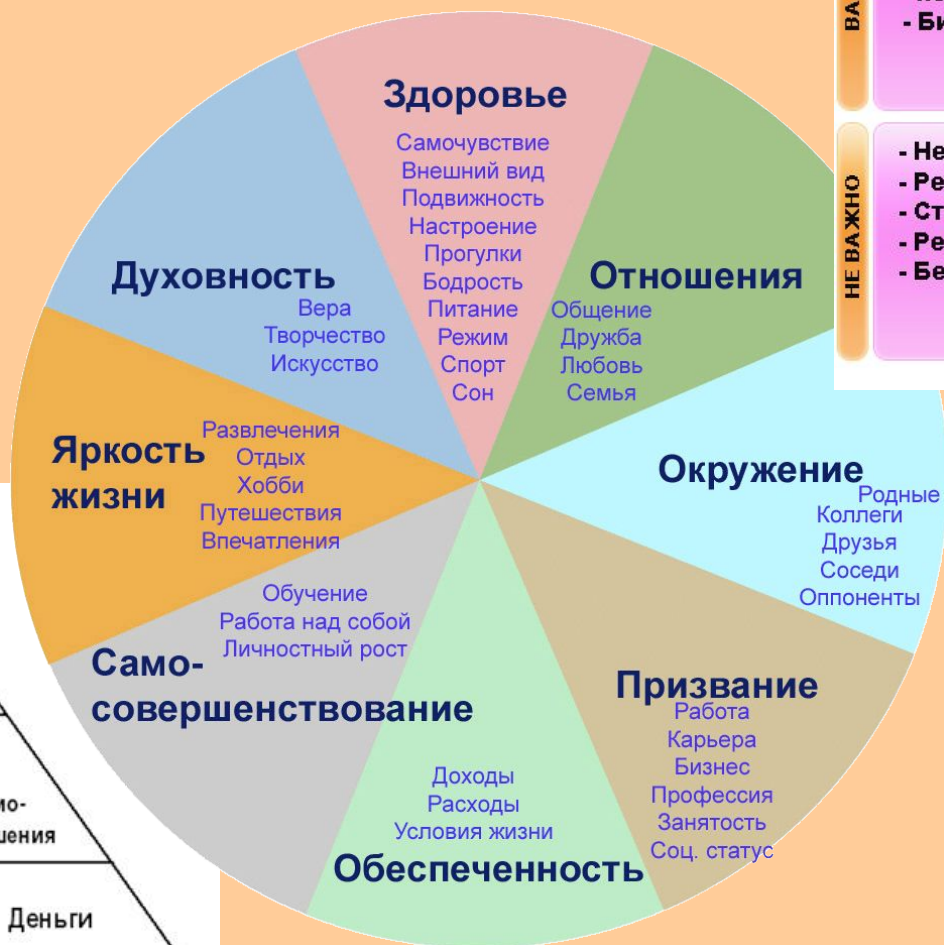 Здоровье
Самочувствие
Внешний вид
Подвижность
Настроение
Прогулки
Бодрость
Питание
Режим
Спорт
Сон
Отношения
Общение
Дружба
Любовь
Семья
Окружение
Родные
Коллеги
Друзья
Соседи
Оппоненты
Призвание
Работа
Карьера
Бизнес
Профессия
Занятость
Соц. статус
Доходы
Расходы
Условия жизни
Обеспеченность
Обучение
Работа над собой
Личностный рост
Само-
совершенствование
Яркость
жизни
Развлечения
Отдых
Хобби
Путешествия
Впечатления
Духовность
Вера
Творчество
Искусство
НЕ ВАЖНО
Деньги